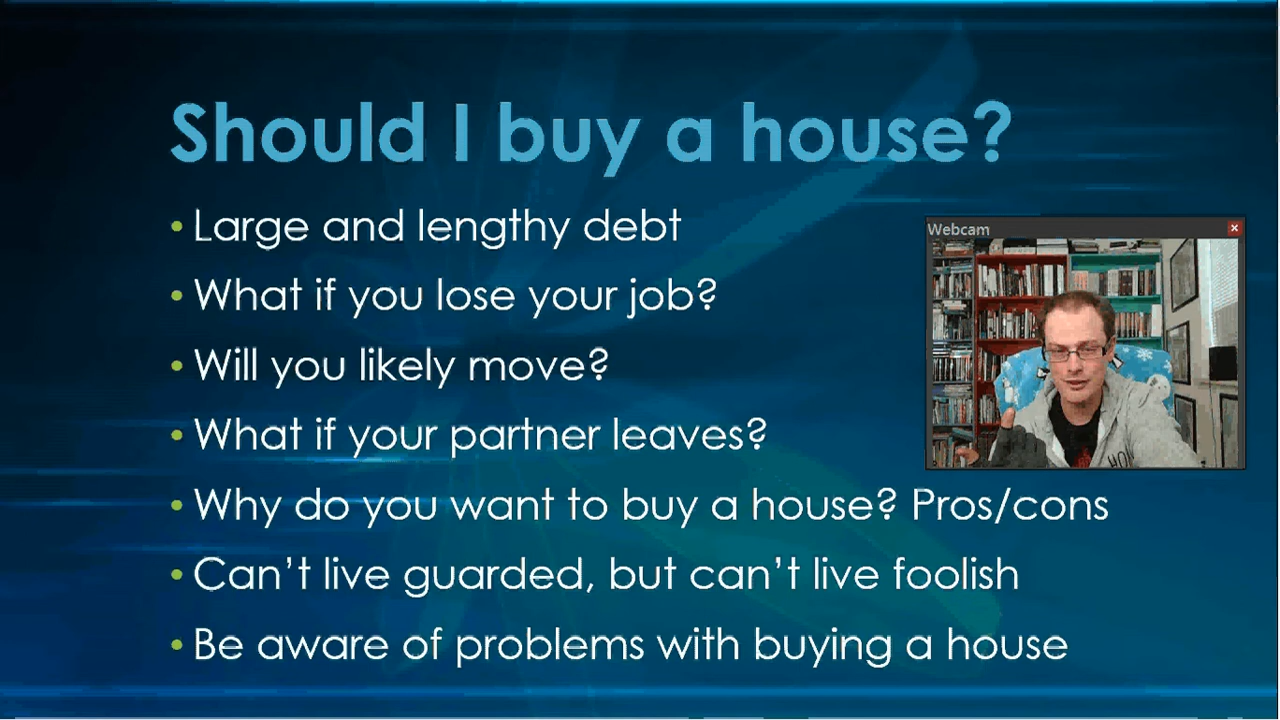 Should I buy a house?
• Large and lengthy debt
• What if you lose your job?
• Will you likely move?
• What if your partner leaves?
• Why do you want to buy a house? Pros/cons
• Can't live guarded, but can't live foolish
• Be aware of problems with buying a house
Webcam